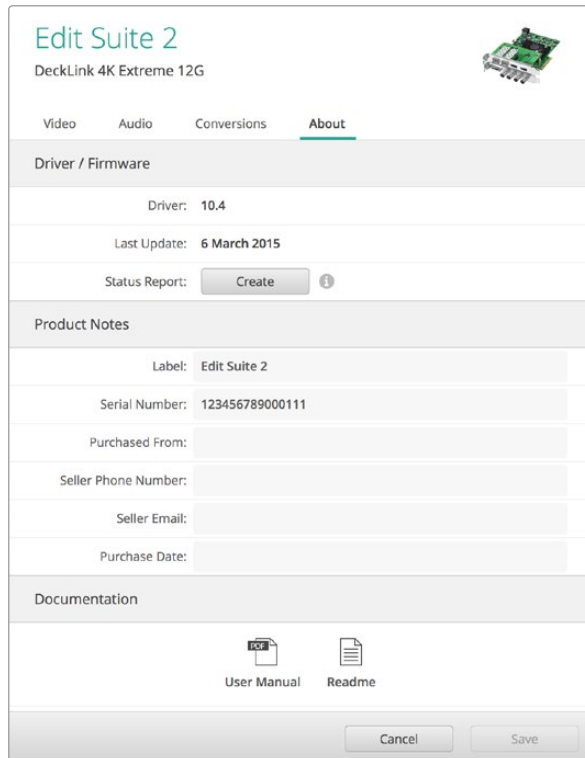 Edit Suite 2
DeckLink 4K Extreme 12G
Video Audio Conversions About
Driver / Firmware
Driver: 10.4
Last Update: 6 March 2015
Status Report: Create
Product Notes
Label: Edit Suite 2
Serial Number: 123456789000111
Purchased From:
Seller Phone Number:
Seller Email:
Purchase Date:
Documentation
PDF
User Manual Readme
Cancel Save